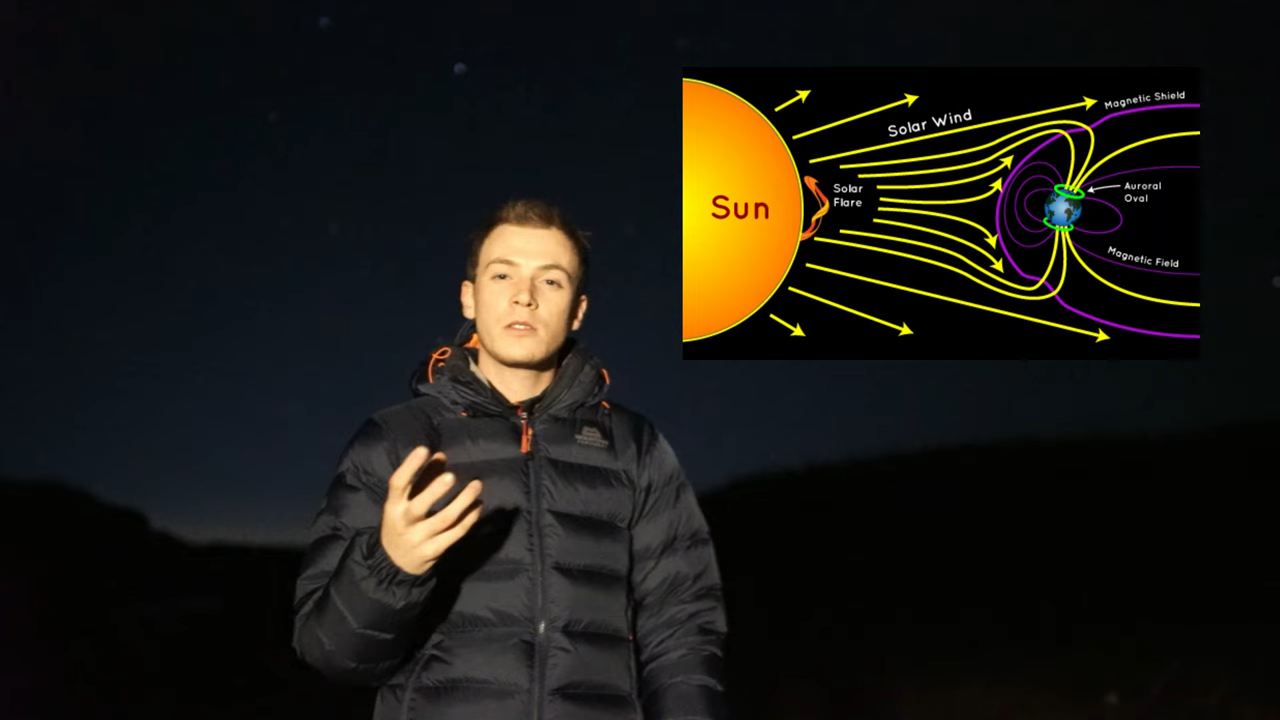 Magnetic Shield
Solar Wind
Sun
Solar
Flare
Auroral
Oval
Magnetic Field